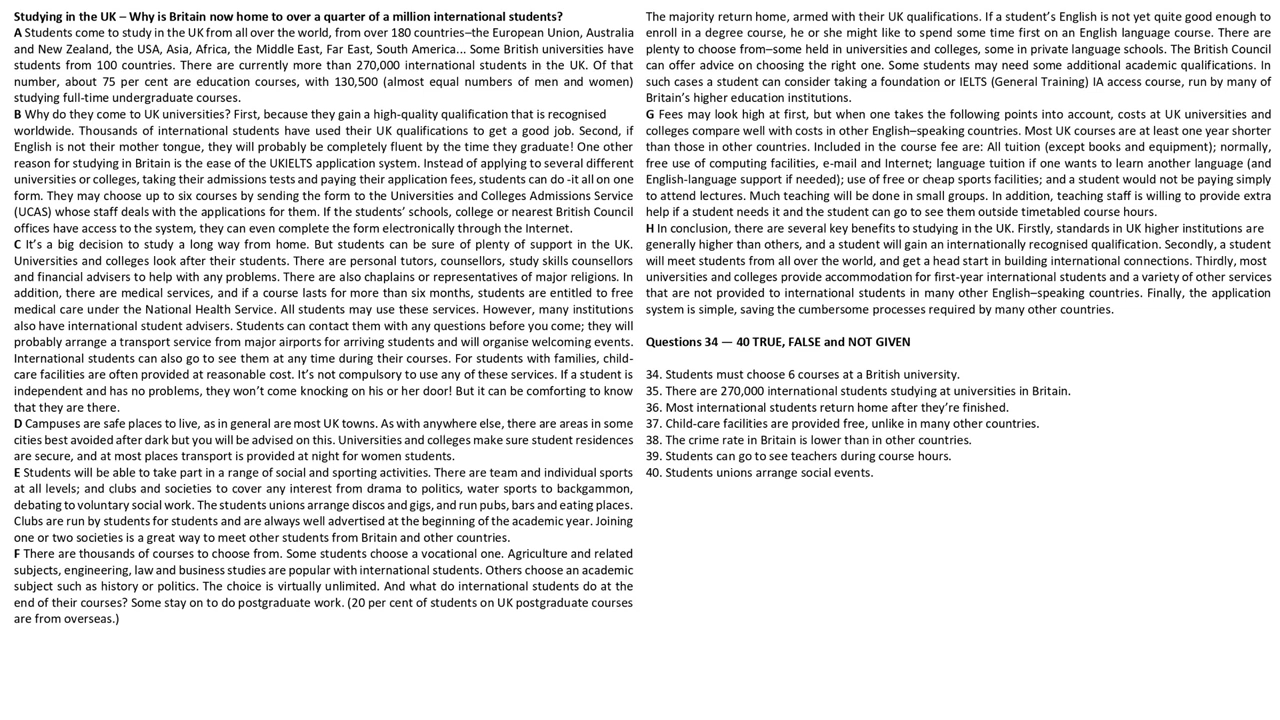 Studying in the UK – Why is Britain now home to over a quarter of a million international students?
A Students come to study in the UK from all over the world, from over 180 countries–the European Union, Australia
and New Zealand, the USA, Asia, Africa, the Middle East, Far East, South America... Some British universities have
students from 100 countries. There are currently more than 270,000 international students in the UK. Of that
number, about 75 per cent are education courses, with 130,500 (almost equal numbers of men and women)
studying full-time undergraduate courses.
B Why do they come to UK universities? First, because they gain a high-quality qualification that is recognised
worldwide. Thousands of international students have used their UK qualifications to get a good job. Second, if
English is not their mother tongue, they will probably be completely fluent by the time they graduate! One other
reason for studying in Britain is the ease of the UKIELTS application system. Instead of applying to several different
universities or colleges, taking their admissions tests and paying their application fees, students can do -it all on one
form. They may choose up to six courses by sending the form to the Universities and Colleges Admissions Service
(UCAS) whose staff deals with the applications for them. If the students’ schools, college or nearest British Council
offices have access to the system, they can even complete the form electronically through the Internet.
C It’s a big decision to study a long way from home. But students can be sure of plenty of support in the UK.
Universities and colleges look after their students. There are personal tutors, counsellors, study skills counsellors
and financial advisers to help with any problems. There are also chaplains or representatives of major religions. In
addition, there are medical services, and if a course lasts for more than six months, students are entitled to free
medical care under the National Health Service. All students may use these services. However, many institutions
also have international student advisers. Students can contact them with any questions before you come; they will
probably arrange a transport service from major airports for arriving students and will organise welcoming events.
International students can also go to see them at any time during their courses. For students with families, child-
care facilities are often provided at reasonable cost. It’s not compulsory to use any of these services. If a student is
independent and has no problems, they won’t come knocking on his or her door! But it can be comforting to know
that they are there.
D Campuses are safe places to live, as in general are most UK towns. As with anywhere else, there are areas in some
cities best avoided after dark but you will be advised on this. Universities and colleges make sure student residences
are secure, and at most places transport is provided at night for women students.
E Students will be able to take part in a range of social and sporting activities. There are team and individual sports
at all levels; and clubs and societies to cover any interest from drama to politics, water sports to backgammon,
debating to voluntary social work. The students unions arrange discos and gigs, and run pubs, bars and eating places.
Clubs are run by students for students and are always well advertised at the beginning of the academic year. Joining
one or two societies is a great way to meet other students from Britain and other countries.
F There are thousands of courses to choose from. Some students choose a vocational one. Agriculture and related
subjects, engineering, law and business studies are popular with international students. Others choose an academic
subject such as history or politics. The choice is virtually unlimited. And what do international students do at the
end of their courses? Some stay on to do postgraduate work. (20 per cent of students on UK postgraduate courses
are from overseas.)
The majority return home, armed with their UK qualifications. If a student’s English is not yet quite good enough to
enroll in a degree course, he or she might like to spend some time first on an English language course. There are
plenty to choose from–some held in universities and colleges, some in private language schools. The British Council
can offer advice on choosing the right one. Some students may need some additional academic qualifications. In
such cases a student can consider taking a foundation or IELTS (General Training) IA access course, run by many of
Britain’s higher education institutions.
G Fees may look high at first, but when one takes the following points into account, costs at UK universities and
colleges compare well with costs in other English–speaking countries. Most UK courses are at least one year shorter
than those in other countries. Included in the course fee are: All tuition (except books and equipment); normally,
free use of computing facilities, e-mail and Internet; language tuition if one wants to learn another language (and
English-language support if needed); use of free or cheap sports facilities; and a student would not be paying simply
to attend lectures. Much teaching will be done in small groups. In addition, teaching staff is willing to provide extra
help if a student needs it and the student can go to see them outside timetabled course hours.
H In conclusion, there are several key benefits to studying in the UK. Firstly, standards in UK higher institutions are
generally higher than others, and a student will gain an internationally recognised qualification. Secondly, a student
will meet students from all over the world, and get a head start in building international connections. Thirdly, most
universities and colleges provide accommodation for first-year international students and a variety of other services
that are not provided to international students in many other English–speaking countries. Finally, the application
system is simple, saving the cumbersome processes required by many other countries.
Questions 34 — 40 TRUE, FALSE and NOT GIVEN
34. Students must choose 6 courses at a British university.
35. There are 270,000 international students studying at universities in Britain.
36. Most international students return home after they’re finished.
37. Child-care facilities are provided free, unlike in many other countries.
38. The crime rate in Britain is lower than in other countries.
39. Students can go to see teachers during course hours.
40. Students unions arrange social events.